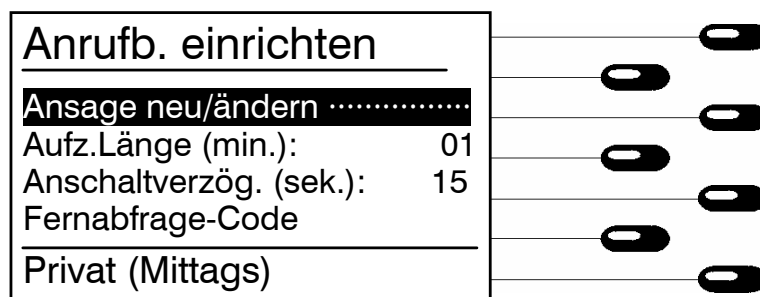 Anrufb. einrichten
Ansage neu/ändern ················
Aufz.Länge (min.): 01
Anschaltverzög. (sek.): 15
Fernabfrage-Code
Privat (Mittags)